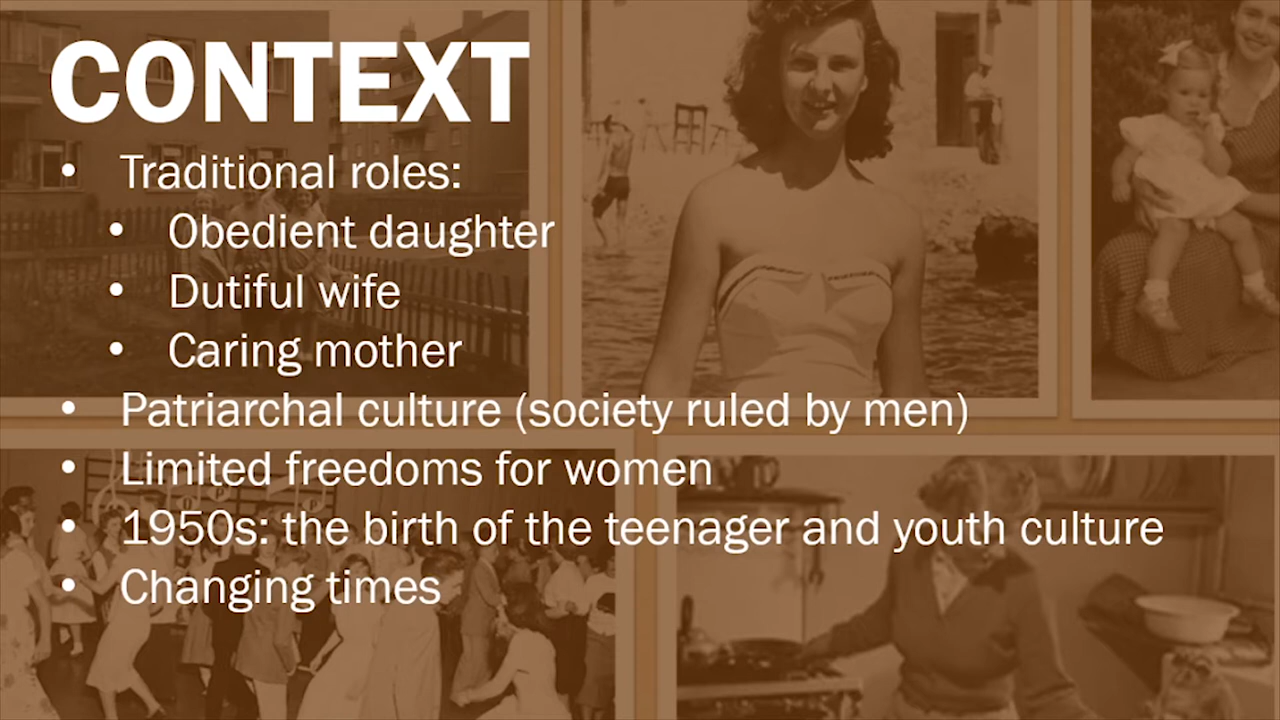 CONTEXT
• Traditional roles:
• Obedient daughter
• Dutiful wife
• Caring mother
• Patriarchal culture (society ruled by men)
• Limited freedoms for women
• 1950s: the birth of the teenager and youth culture
• Changing times